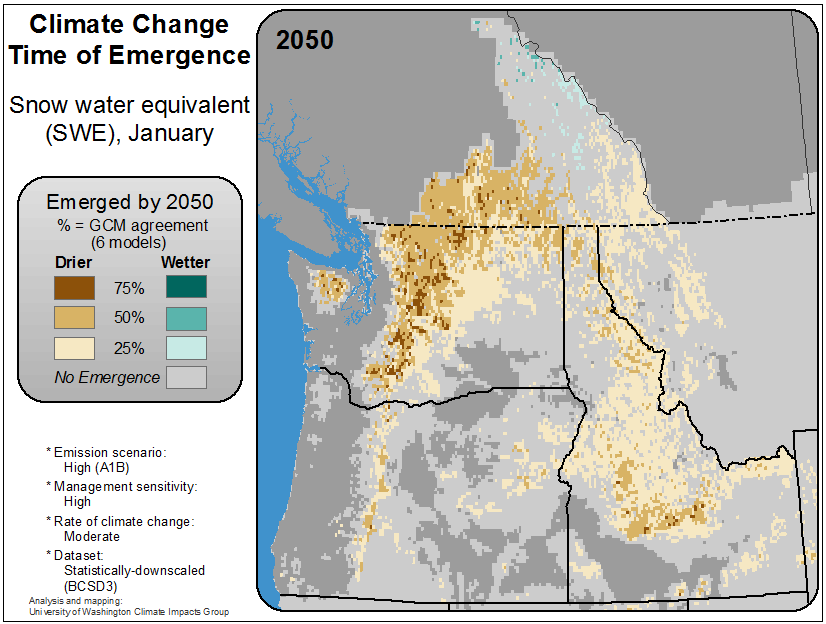 Climate Change
Time of Emergence
Snow water equivalent
(SWE), January
Emerged by 2050
% = GCM agreement
(6 models)
Drier Wetter
75%
50%
25%
No Emergence
* Emission scenario:
High (A1B)
* Management sensitivity:
High
* Rate of climate change:
Moderate
* Dataset:
Statistically-downscaled
(BCSD3)
Analysis and mapping:
University of Washington Climate Impacts Group
2050